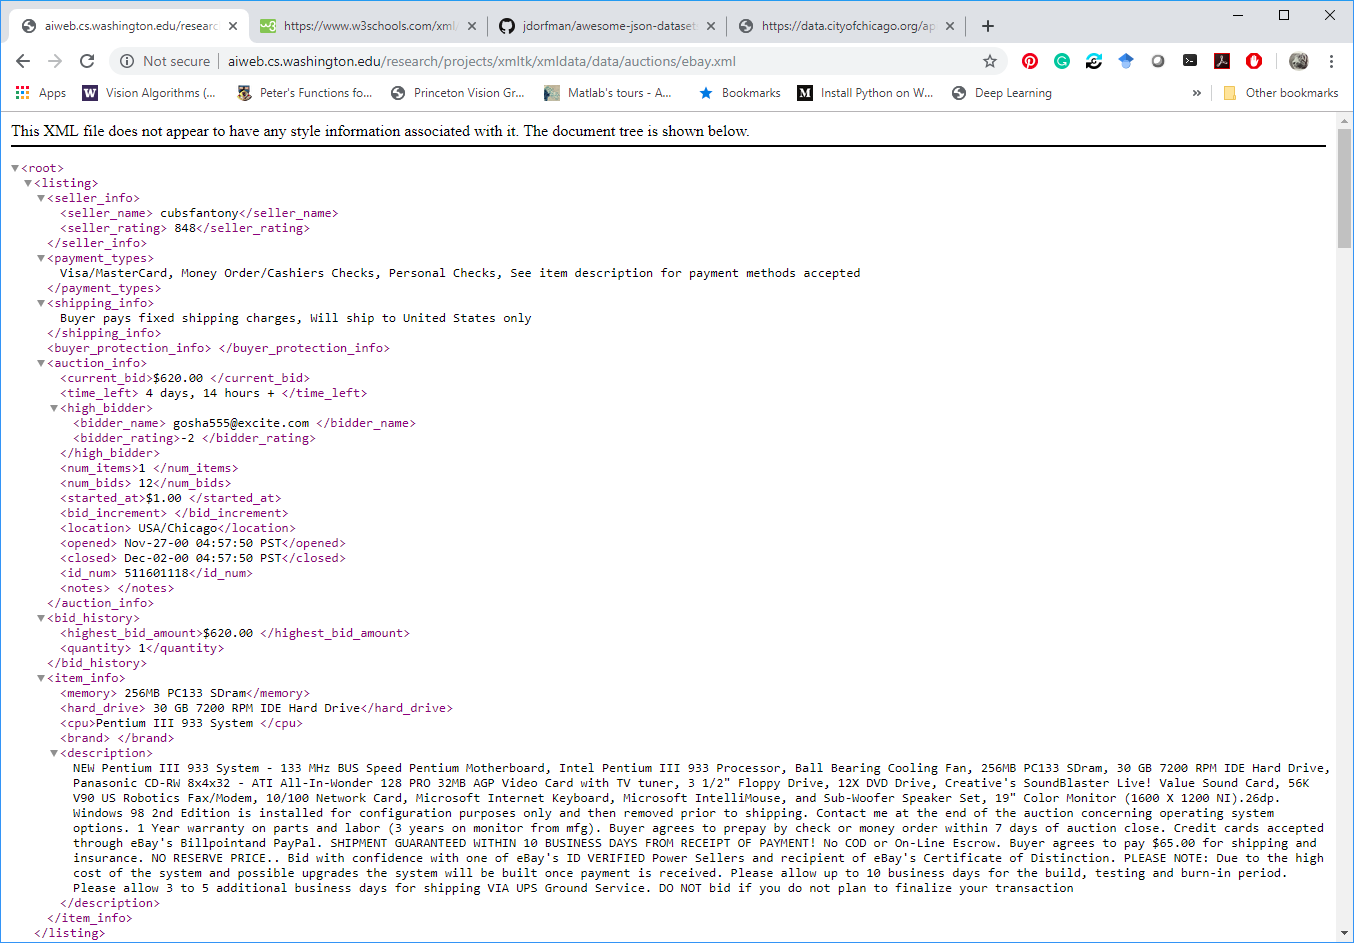 aiweb.cs.washington.edu/researc
https://www.w3schools.com/xml/
jdorfman/awesome-json-dataset
https://data.cityofchicago.org/ap
Not secure
aiweb.cs.washington.edu/research/projects/xmltk/xmldata/data/auctions/ebay.xml
Apps
Vision Algorithms (...
Peter's Functions fo...
Princeton Vision Gr...
Matlab's tours - A...
Bookmarks
Install Python on W...
Deep Learning
»
Other bookmarks
This XML file does not appear to have any style information associated with it. The document tree is shown below.
<root>
<listing>
<seller_info>
<seller_name> cubsfantony</seller_name>
<seller_rating> 848</seller_rating>
</seller_info>
<payment_types>
Visa/MasterCard, Money Order/Cashiers Checks, Personal Checks, See item description for payment methods accepted
</payment_types>
<shipping_info>
Buyer pays fixed shipping charges, Will ship to United States only
</shipping_info>
<buyer_protection_info> </buyer_protection_info>
<auction_info>
<current_bid>$620.00 </current_bid>
<time_left> 4 days, 14 hours + </time_left>
<high_bidder>
<bidder_name> gosha555@excite.com </bidder_name>
<bidder_rating>-2 </bidder_rating>
</high_bidder>
<num_items>1 </num_items>
<num_bids> 12</num_bids>
<started_at>$1.00 </started_at>
<bid_increment> </bid_increment>
<location> USA/Chicago</location>
<opened> Nov-27-00 04:57:50 PST</opened>
<closed> Dec-02-00 04:57:50 PST</closed>
<id_num> 511601118</id_num>
<notes> </notes>
</auction_info>
<bid_history>
<highest_bid_amount>$620.00 </highest_bid_amount>
<quantity> 1</quantity>
</bid_history>
<item_info>
<memory> 256MB PC133 SDram</memory>
<hard_drive> 30 GB 7200 RPM IDE Hard Drive</hard_drive>
<cpu>Pentium III 933 System </cpu>
<brand> </brand>
<description>
NEW Pentium III 933 System - 133 MHz BUS Speed Pentium Motherboard, Intel Pentium III 933 Processor, Ball Bearing Cooling Fan, 256MB PC133 SDram, 30 GB 7200 RPM IDE Hard Drive,
Panasonic CD-RW 8x4x32 - ATI All-In-Wonder 128 PRO 32MB AGP Video Card with TV tuner, 3 1/2" Floppy Drive, 12X DVD Drive, Creative's SoundBlaster Live! Value Sound Card, 56K
V90 US Robotics Fax/Modem, 10/100 Network Card, Microsoft Internet Keyboard, Microsoft IntelliMouse, and Sub-Woofer Speaker Set, 19" Color Monitor (1600 X 1200 NI).26dp.
Windows 98 2nd Edition is installed for configuration purposes only and then removed prior to shipping. Contact me at the end of the auction concerning operating system
options. 1 Year warranty on parts and labor (3 years on monitor from mfg). Buyer agrees to prepay by check or money order within 7 days of auction close. Credit cards accepted
through eBay's Billpointand PayPal. SHIPMENT GUARANTEED WITHIN 10 BUSINESS DAYS FROM RECEIPT OF PAYMENT! No COD or On-Line Escrow. Buyer agrees to pay $65.00 for shipping and
insurance. NO RESERVE PRICE.. Bid with confidence with one of eBay's ID VERIFIED Power Sellers and recipient of eBay's Certificate of Distinction. PLEASE NOTE: Due to the high
cost of the system and possible upgrades the system will be built once payment is received. Please allow up to 10 business days for the build, testing and burn-in period.
Please allow 3 to 5 additional business days for shipping VIA UPS Ground Service. DO NOT bid if you do not plan to finalize your transaction
</description>
</item_info>
</listing>